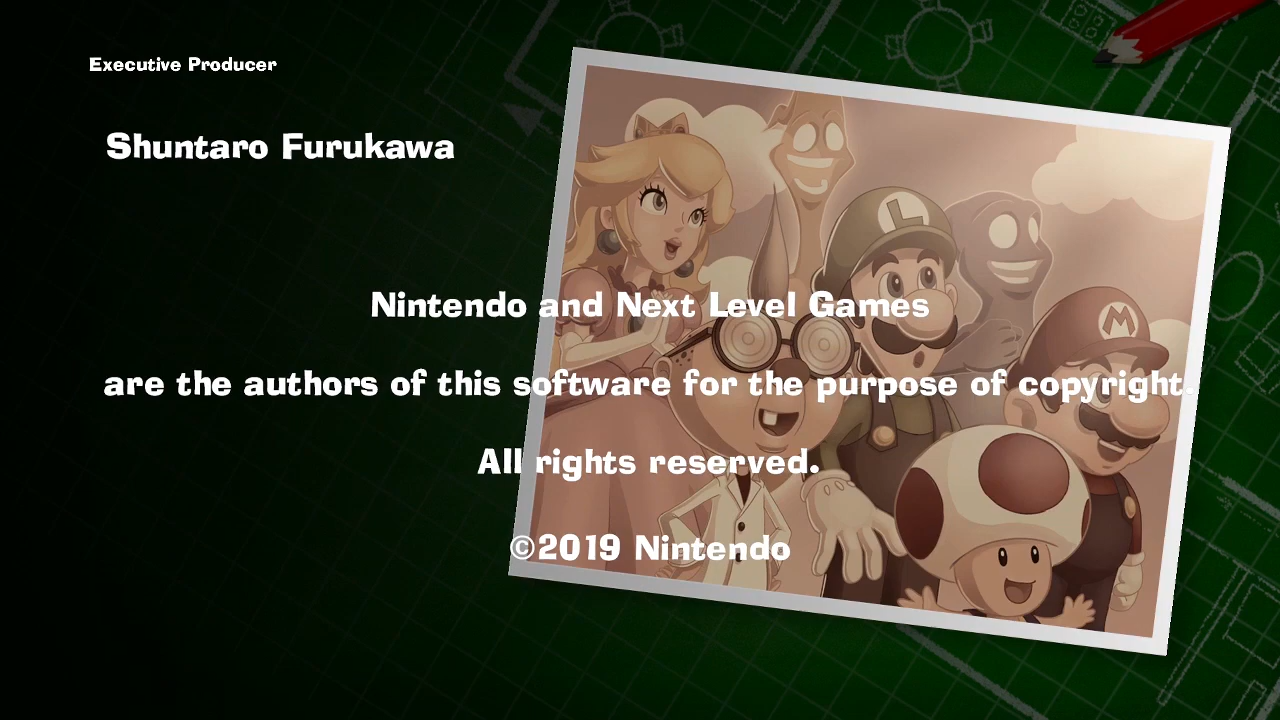 Executive Producer
Shuntaro Furukawa
Nintendo and Next Level Games
are the authors of this software for the purpose of copyright.
All rights reserved.
©2019 Nintendo
L
M